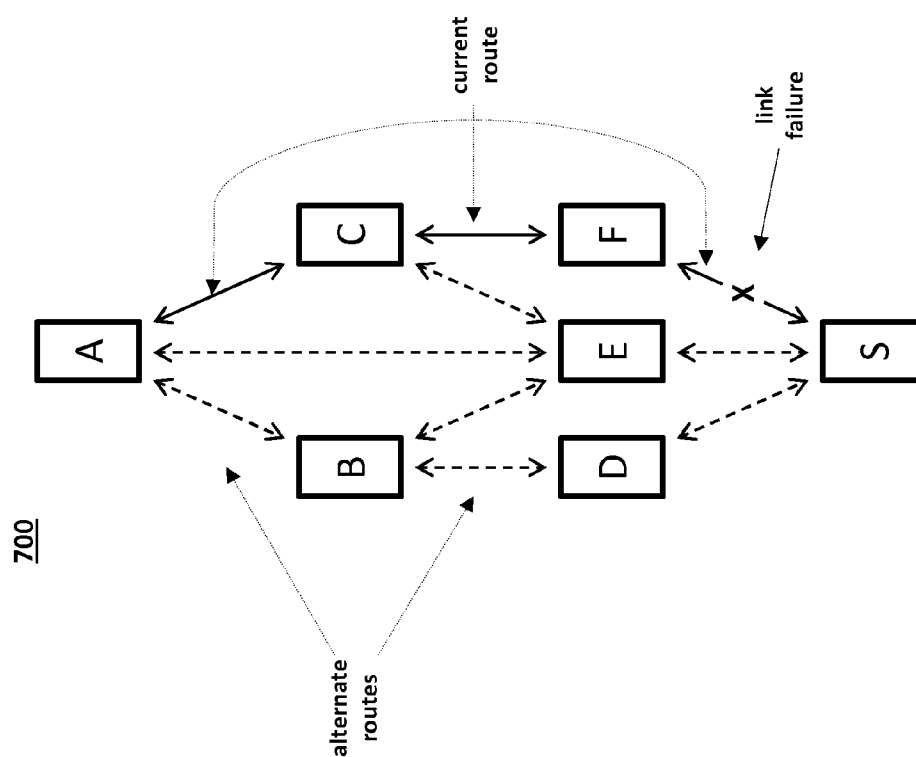 700
A
B
C
D
E
F
S
alternate
routes
current
route
link
failure
X